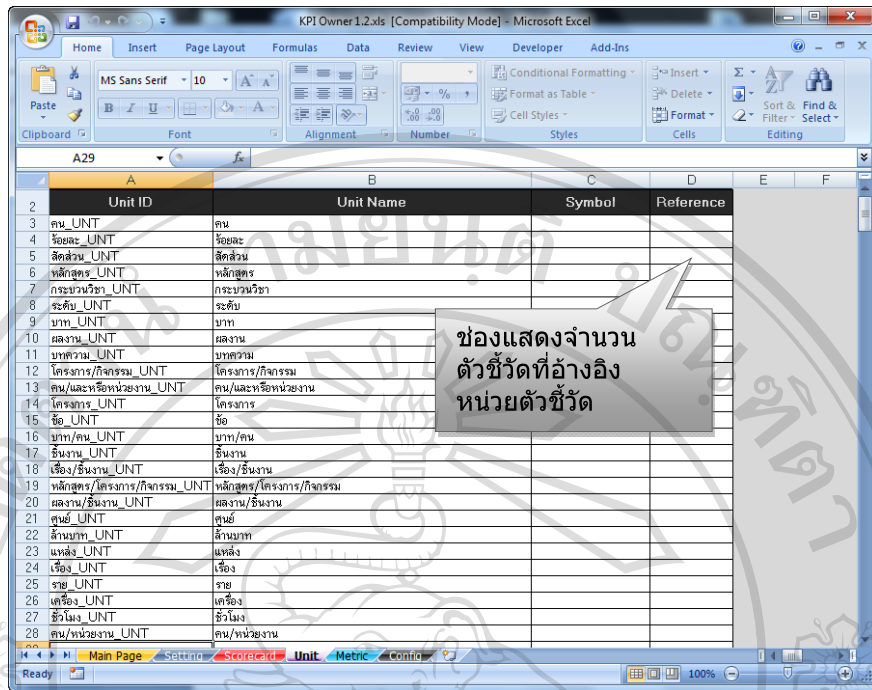 KPI Owner 1.2.xls [Compatibility Mode] - Microsoft Excel
Home Insert Page Layout Formulas Data Review View Developer Add-Ins
Paste
MS Sans Serif 10
B I U
Conditional Formatting
Format as Table
Cell Styles
Insert
Delete
Format
Sort & Filter
Find & Select
Clipboard Font Alignment Number Styles Cells Editing
A29 fx
A B C D E F
2 Unit ID Unit Name Symbol Reference
3 คน_UNT คน
4 ร้อยละ_UNT ร้อยละ
5 สัดส่วน_UNT สัดส่วน
6 หลักสูตร_UNT หลักสูตร
7 กระบวนวิชา_UNT กระบวนวิชา
8 ระดับ_UNT ระดับ
9 บาท_UNT บาท
10 ผลงาน_UNT ผลงาน
11 บทความ_UNT บทความ
12 โครงการ/กิจกรรม_UNT โครงการ/กิจกรรม
13 คน/และหรือหน่วยงาน_UNT คน/และหรือหน่วยงาน
14 โครงการ_UNT โครงการ
15 ข้อ_UNT ข้อ
16 บาท/คน_UNT บาท/คน
17 ชิ้นงาน_UNT ชิ้นงาน
18 เรื่อง/ชิ้นงาน_UNT เรื่อง/ชิ้นงาน
19 หลักสูตร/โครงการ/กิจกรรม_UNT หลักสูตร/โครงการ/กิจกรรม
20 ผลงาน/ชิ้นงาน_UNT ผลงาน/ชิ้นงาน
21 ศูนย์_UNT ศูนย์
22 ล้านบาท_UNT ล้านบาท
23 แหล่ง_UNT แหล่ง
24 เรื่อง_UNT เรื่อง
25 ราย_UNT ราย
26 เครื่อง_UNT เครื่อง
27 ชั่วโมง_UNT ชั่วโมง
28 คน/หน่วยงาน_UNT คน/หน่วยงาน
ช่องแสดงจำนวน
ตัวชี้วัดที่อ้างอิง
หน่วยตัวชี้วัด
Main Page Setting Scorecard Unit Metric Config
Ready 100%